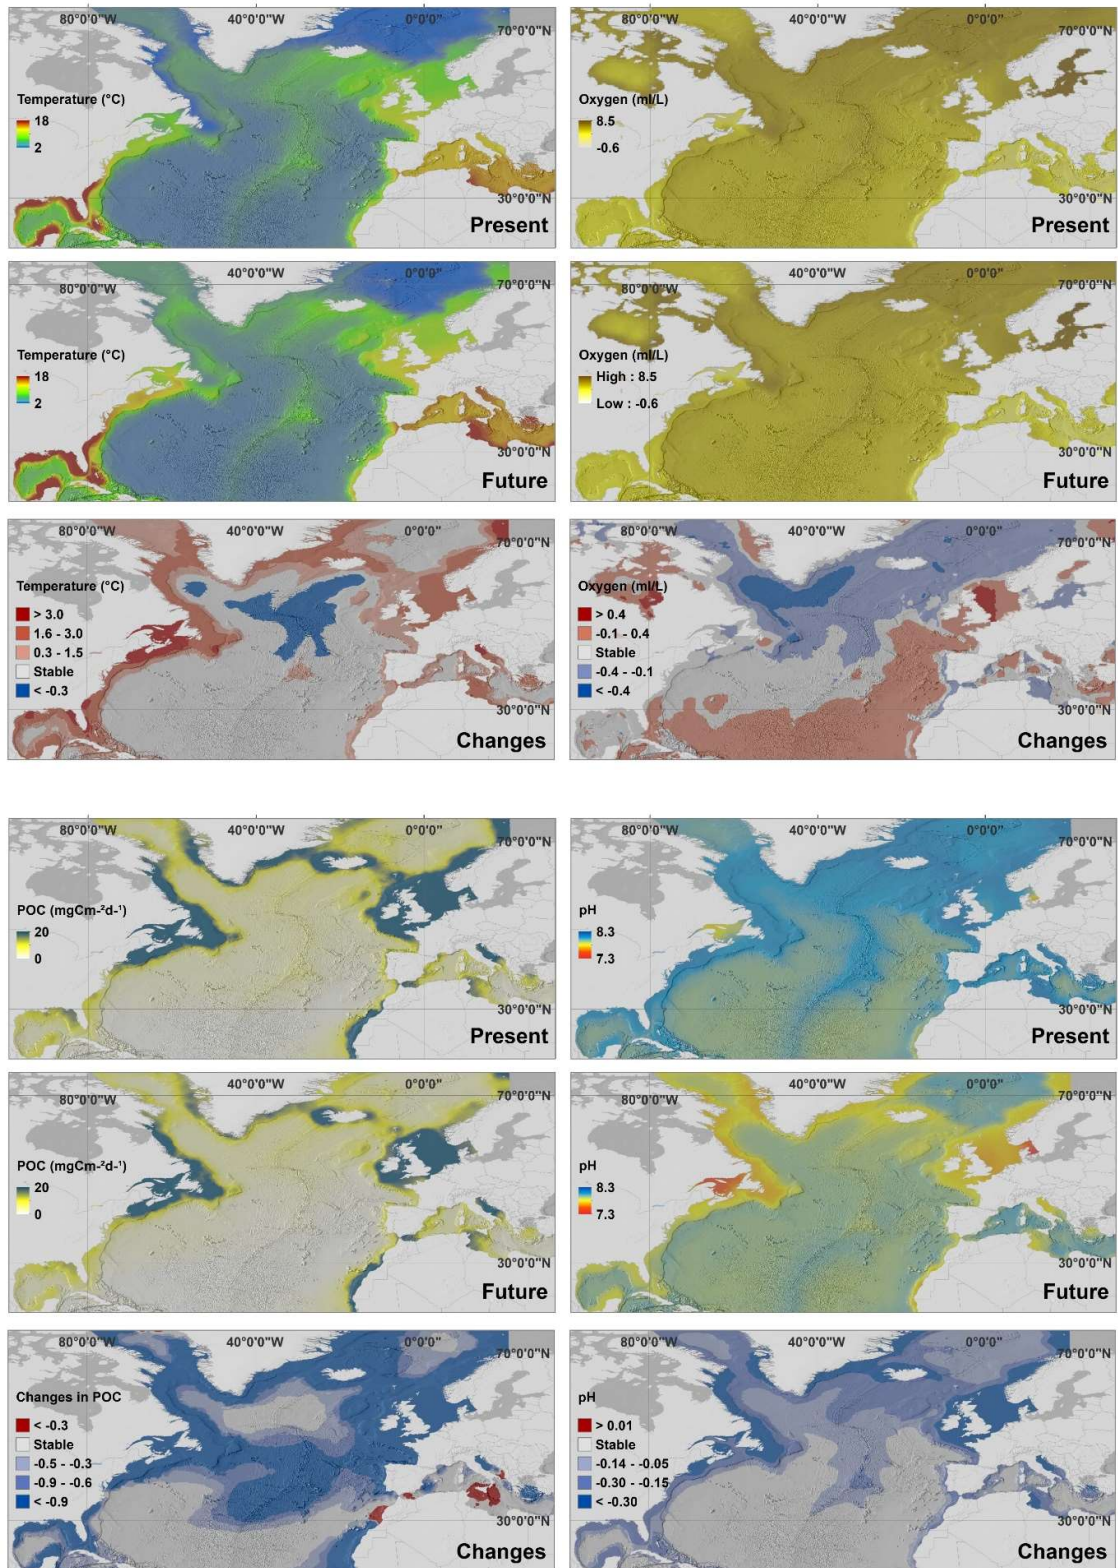 80°0'0"W 40°0'0"W 0°0'0" 70°0'0"N
Temperature (°C)
18
2
30°0'0"N
Present
80°0'0"W 40°0'0"W 0°0'0" 70°0'0"N
Oxygen (ml/L)
8.5
-0.6
30°0'0"N
Present
40°0'0"W 0°0'0"
80°0'0"W 70°0'0"N
Temperature (°C)
18
2
30°0'0"N
Future
40°0'0"W 0°0'0"
80°0'0"W 70°0'0"N
Oxygen (ml/L)
High : 8.5
Low : -0.6
30°0'0"N
Future
80°0'0"W 40°0'0"W 0°0'0"
70°0'0"N
Temperature (°C)
> 3.0
1.6 - 3.0
0.3 - 1.5
Stable
< -0.3
30°0'0"N
Changes
80°0'0"W 40°0'0"W 0°0'0"
70°0'0"N
Oxygen (ml/L)
> 0.4
-0.1 - 0.4
Stable
-0.4 - -0.1
< -0.4
30°0'0"N
Changes
80°0'0"W 40°0'0"W 0°0'0"
70°0'0"N
POC (mgCm-²d-¹)
20
0
30°0'0"N
Present
80°0'0"W 40°0'0"W 0°0'0"
70°0'0"N
pH
8.3
7.3
30°0'0"N
Present
40°0'0"W 0°0'0"
80°0'0"W 70°0'0"N
POC (mgCm-²d-¹)
20
0
30°0'0"N
Future
40°0'0"W 0°0'0"
80°0'0"W 70°0'0"N
pH
8.3
7.3
30°0'0"N
Future
80°0'0"W 40°0'0"W 0°0'0"
70°0'0"N
Changes in POC
< -0.3
Stable
-0.5 - -0.3
-0.9 - -0.6
< -0.9
30°0'0"N
Changes
80°0'0"W 40°0'0"W 0°0'0"
70°0'0"N
pH
> 0.01
Stable
-0.14 - -0.05
-0.30 - -0.15
< -0.30
30°0'0"N
Changes